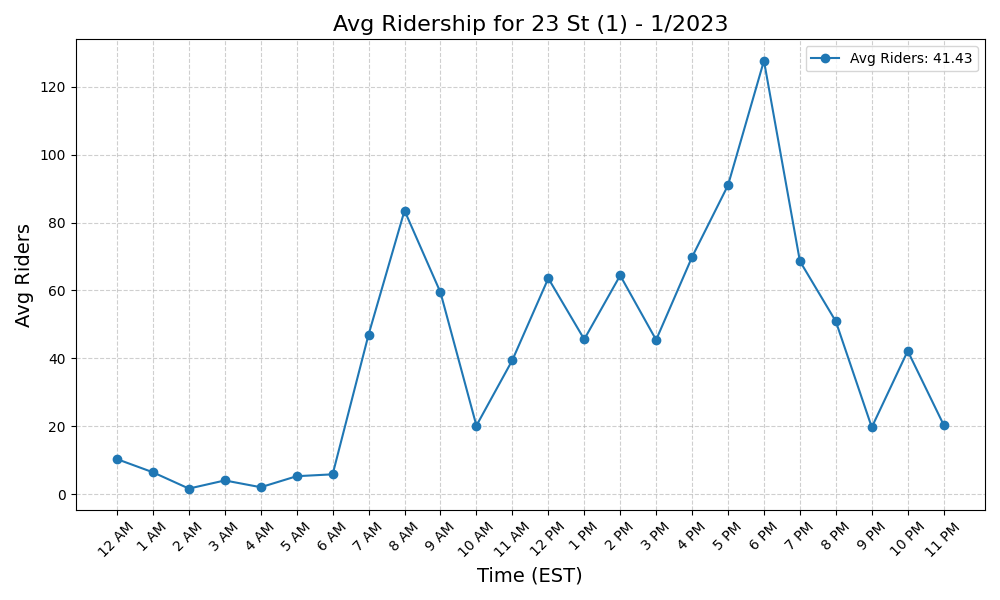 Avg Ridership for 23 St (1) - 1/2023
Avg Riders: 41.43
Avg Riders
120
100
80
60
40
20
0
12 AM
1 AM
2 AM
3 AM
4 AM
5 AM
6 AM
7 AM
8 AM
9 AM
10 AM
11 AM
12 PM
1 PM
2 PM
3 PM
4 PM
5 PM
6 PM
7 PM
8 PM
9 PM
10 PM
11 PM
Time (EST)